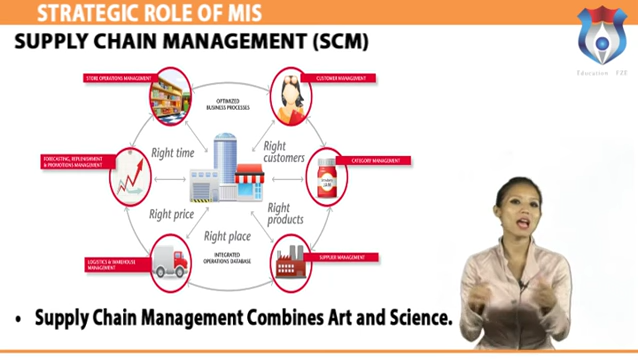 STRATEGIC ROLE OF MIS
SUPPLY CHAIN MANAGEMENT (SCM)
Education EZE
STORE OPERATIONS MANAGEMENT
CUSTOMER MANAGEMENT
OPTIMIZED
BUSINESS PROCESSES
Right time
Right
customers
FORECASTING, REPLENISHMENT
& PROMOTIONS MANAGEMENT
CATEGORY MANAGEMENT
Right price
Right
products
Right place
LOGISTICS & WAREHOUSE
MANAGEMENT
INTEGRATED
OPERATIONS DATABASE
SUPPLIER MANAGEMENT
• Supply Chain Management Combines Art and Science.